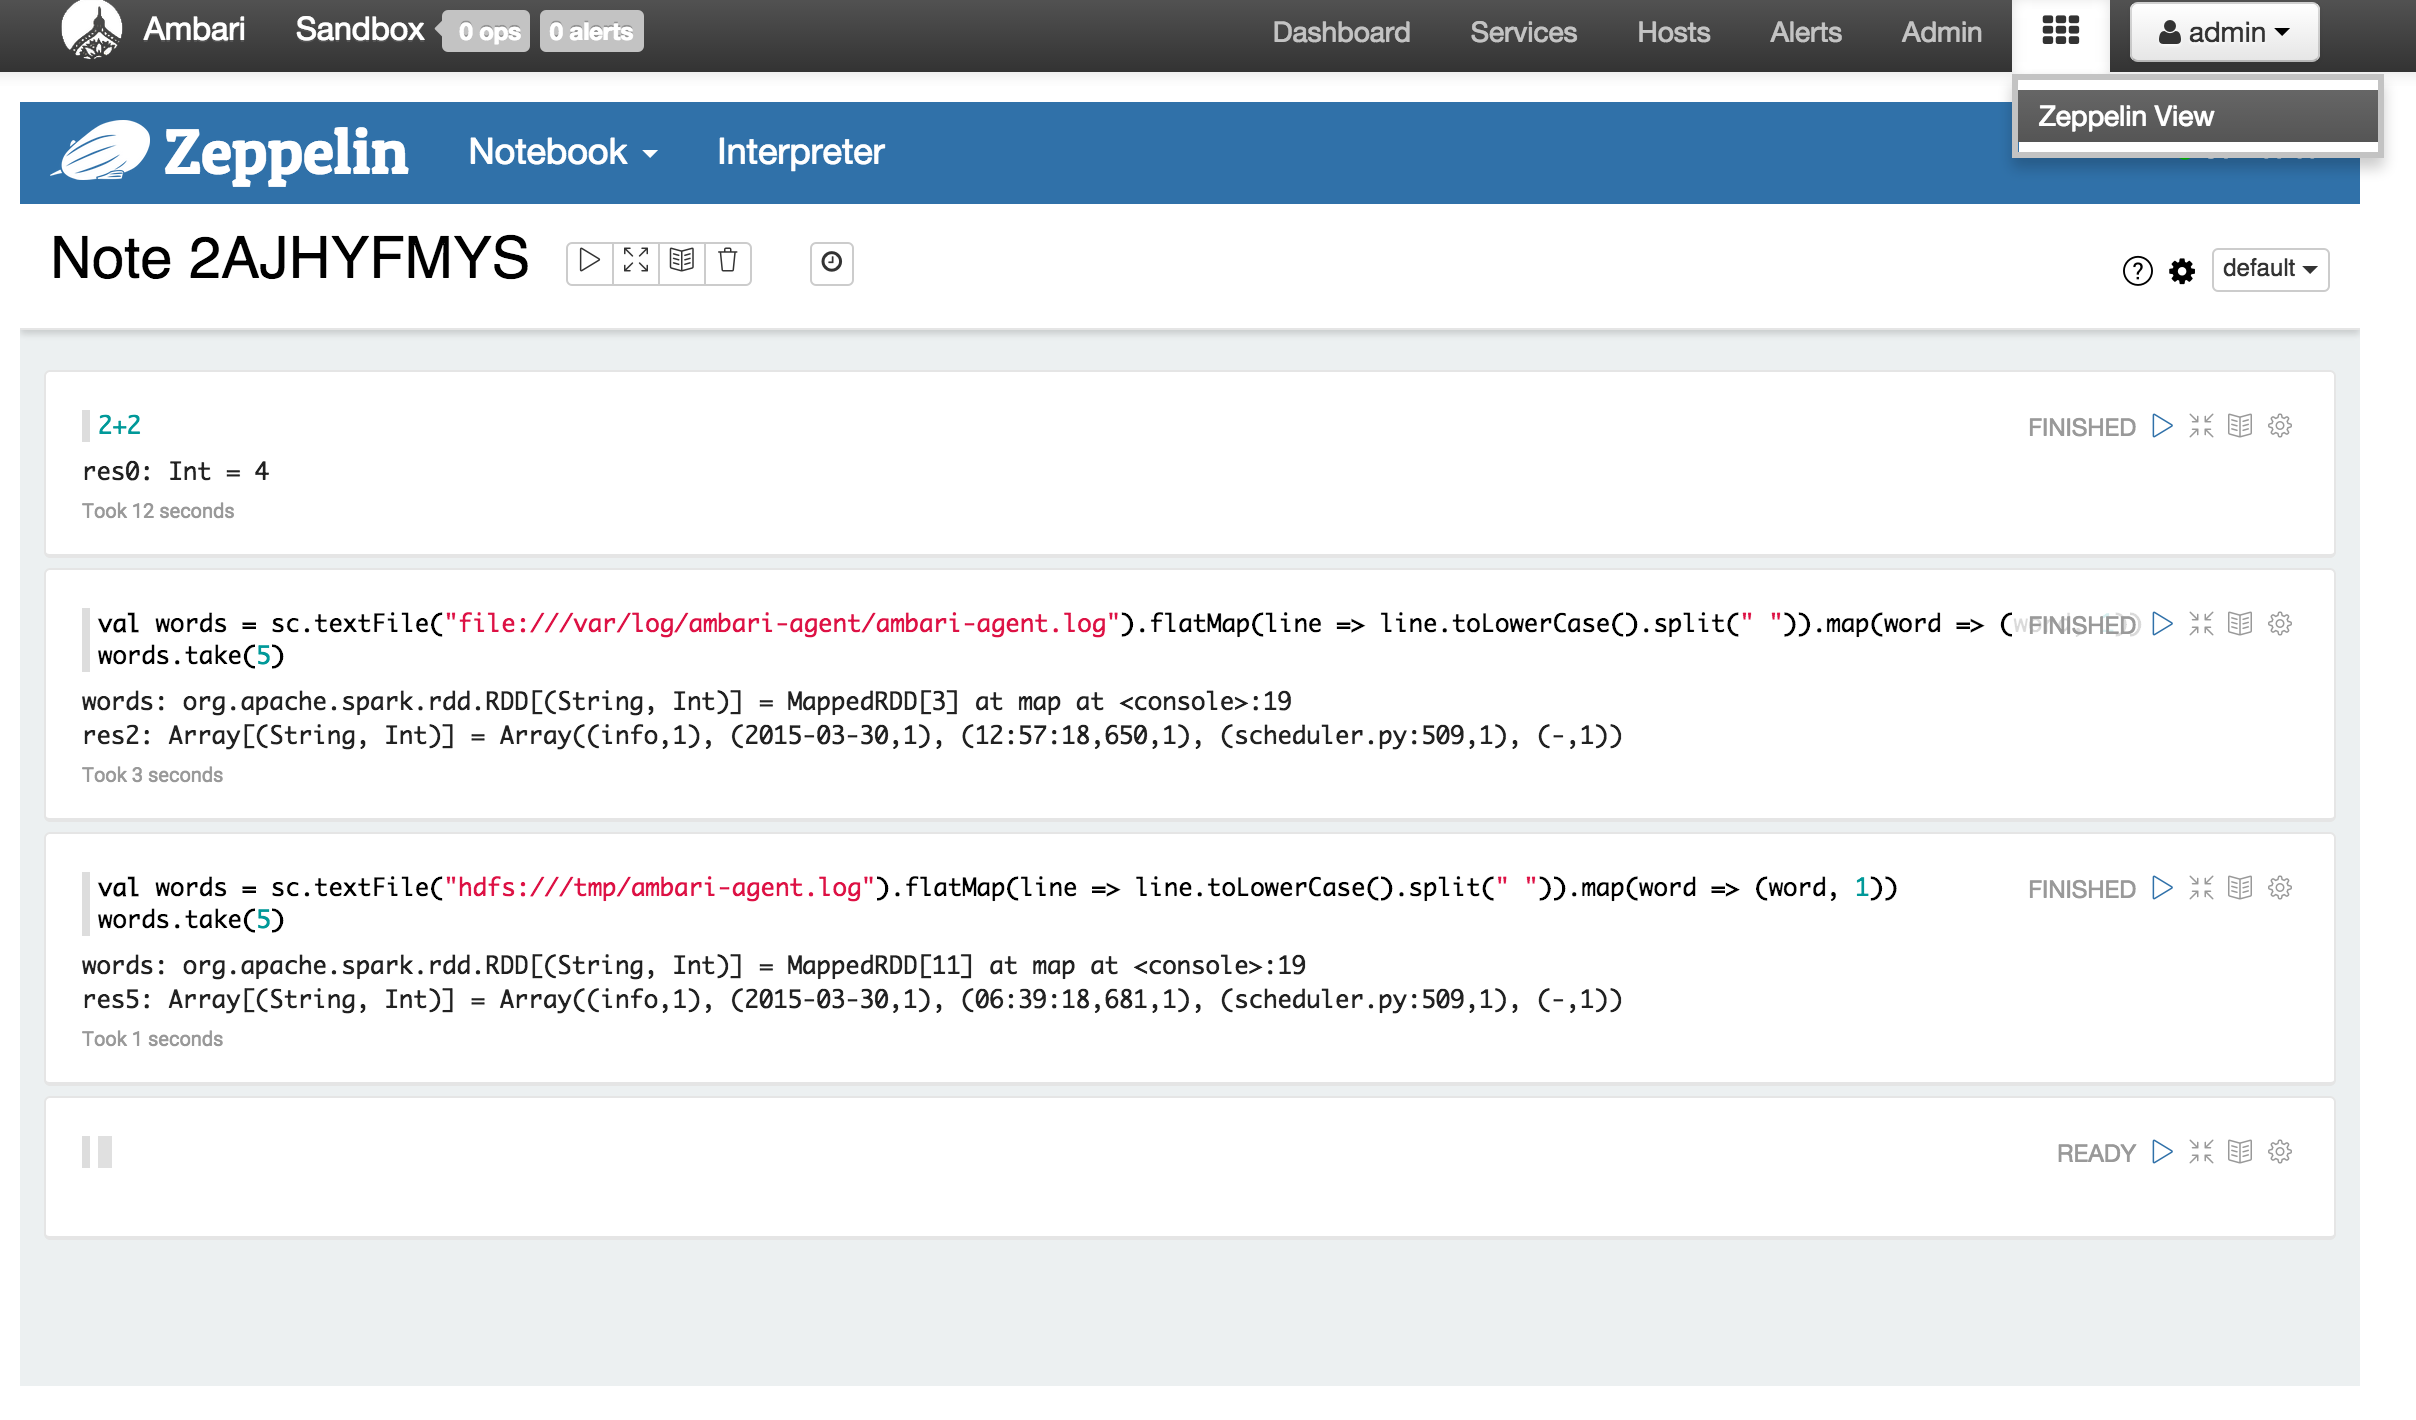 Ambari Sandbox 0 ops 0 alerts Dashboard Services Hosts Alerts Admin admin
Zeppelin View
Zeppelin Notebook Interpreter
Note 2AJHYFMYS default
2+2 FINISHED
res0: Int = 4
Took 12 seconds
val words = sc.textFile("file:///var/log/ambari-agent/ambari-agent.log").flatMap(line => line.toLowerCase().split(" ")).map(word => ( FINISHED
words.take(5)
words: org.apache.spark.rdd.RDD[(String, Int)] = MappedRDD[3] at map at <console>:19
res2: Array[(String, Int)] = Array((info,1), (2015-03-30,1), (12:57:18,650,1), (scheduler.py:509,1), (-,1))
Took 3 seconds
val words = sc.textFile("hdfs:///tmp/ambari-agent.log").flatMap(line => line.toLowerCase().split(" ")).map(word => (word, 1)) FINISHED
words.take(5)
words: org.apache.spark.rdd.RDD[(String, Int)] = MappedRDD[11] at map at <console>:19
res5: Array[(String, Int)] = Array((info,1), (2015-03-30,1), (06:39:18,681,1), (scheduler.py:509,1), (-,1))
Took 1 seconds
READY